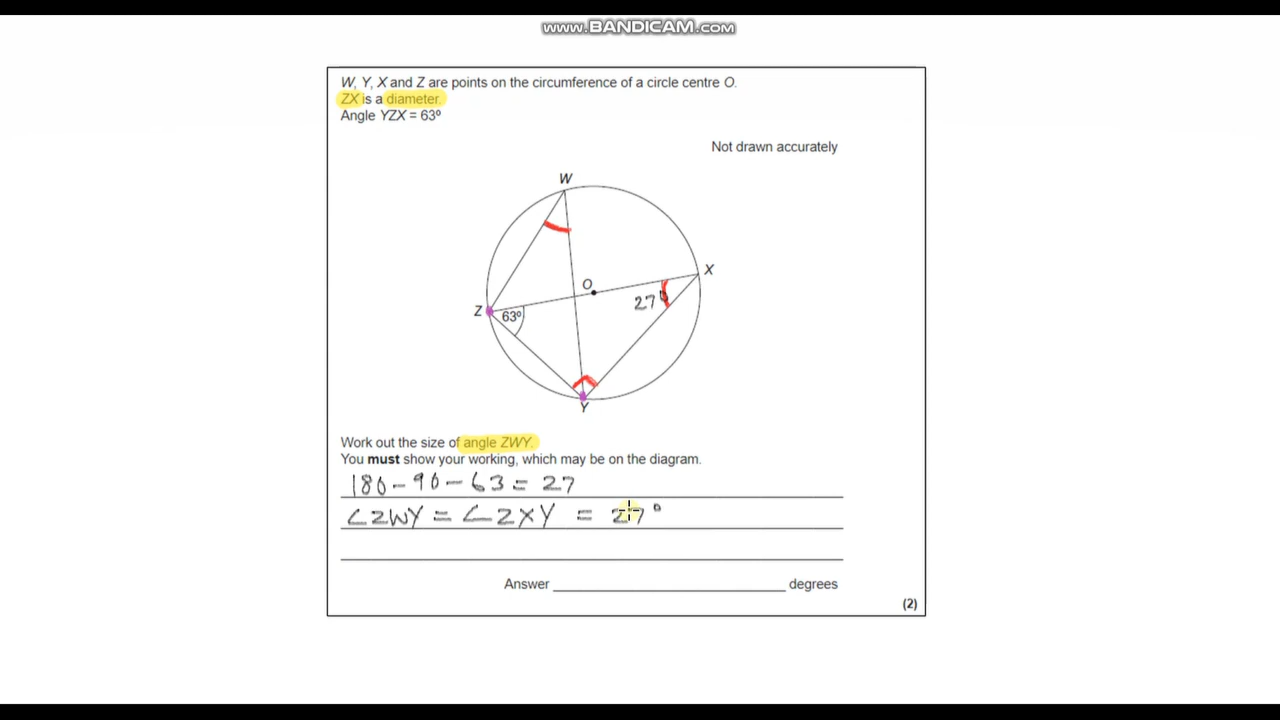 www.BANDICAM.com
W, Y, X and Z are points on the circumference of a circle centre O.
ZX is a diameter.
Angle YZX = 63º
Not drawn accurately
W
X
O
27º
Z
63º
Y
Work out the size of angle ZWY.
You must show your working, which may be on the diagram.
180 - 90 - 63 = 27
∠ZWY = ∠ZXY = 27°
Answer ______ degrees
(2)